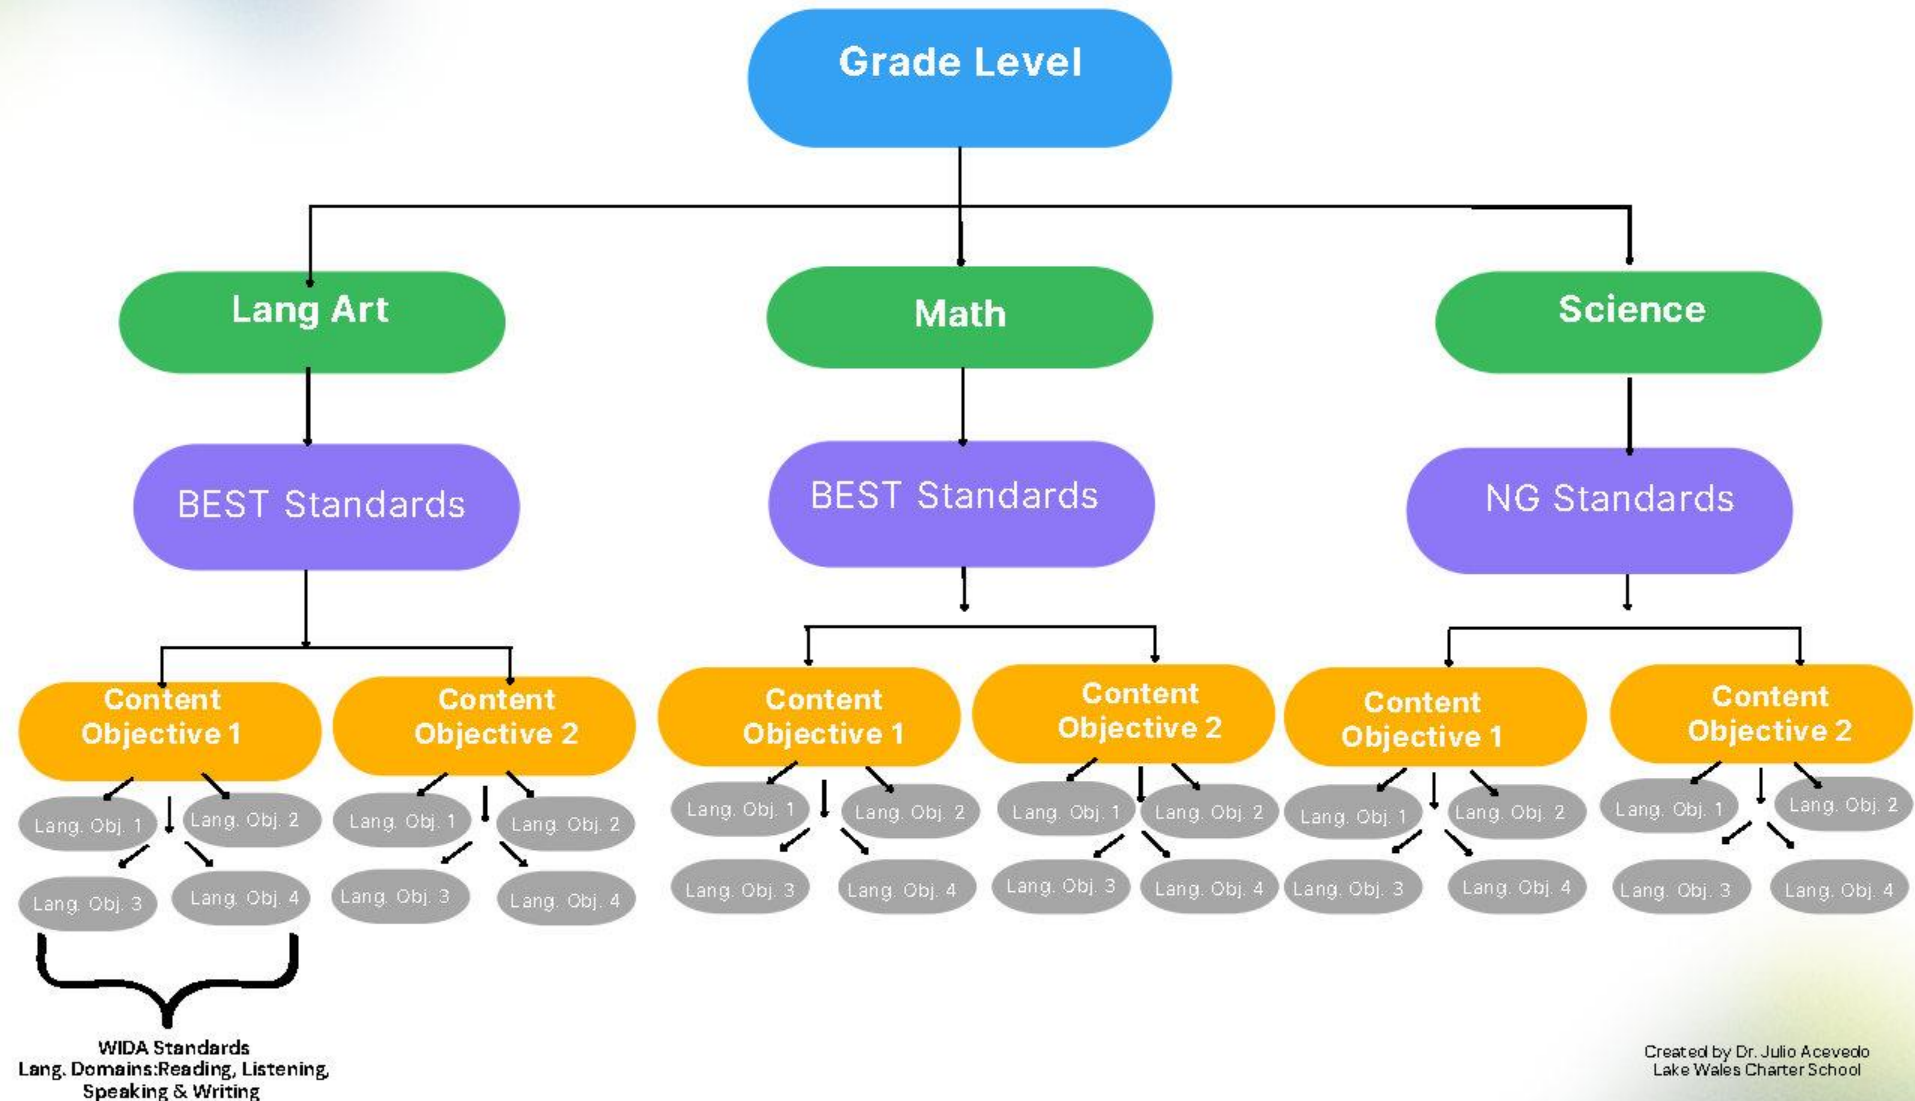 Grade Level
Lang Art
Math
Science
BEST Standards
BEST Standards
NG Standards
Content
Objective 1
Content
Objective 2
Content
Objective 1
Content
Objective 2
Content
Objective 1
Content
Objective 2
Lang. Obj. 1
Lang. Obj. 2
Lang. Obj. 1
Lang. Obj. 2
Lang. Obj. 1
Lang. Obj. 2
Lang. Obj. 1
Lang. Obj. 2
Lang. Obj. 1
Lang. Obj. 2
Lang. Obj. 1
Lang. Obj. 2
Lang. Obj. 3
Lang. Obj. 4
Lang. Obj. 3
Lang. Obj. 4
Lang. Obj. 3
Lang. Obj. 4
Lang. Obj. 3
Lang. Obj. 4
Lang. Obj. 3
Lang. Obj. 4
Lang. Obj. 3
Lang. Obj. 4
WIDA Standards
Lang. Domains:Reading, Listening,
Speaking & Writing
Created by Dr. Julio Acevedo
Lake Wales Charter School